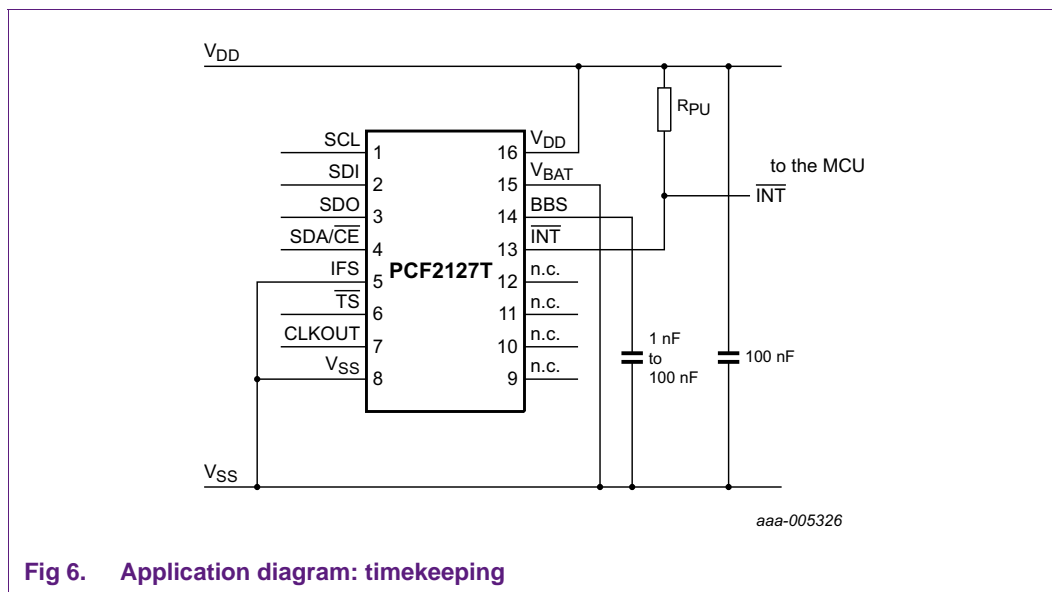 VDD
SCL 1
SDI 2
SDO 3
SDA/CE 4
IFS 5
TS 6
CLKOUT 7
VSS 8
PCF2127T
16 VDD
15 VBAT
14 BBS
13 INT
12 n.c.
11 n.c.
10 n.c.
9 n.c.
RPU
to the MCU
INT
1 nF
to
100 nF
100 nF
VSS
aaa-005326
Fig 6. Application diagram: timekeeping